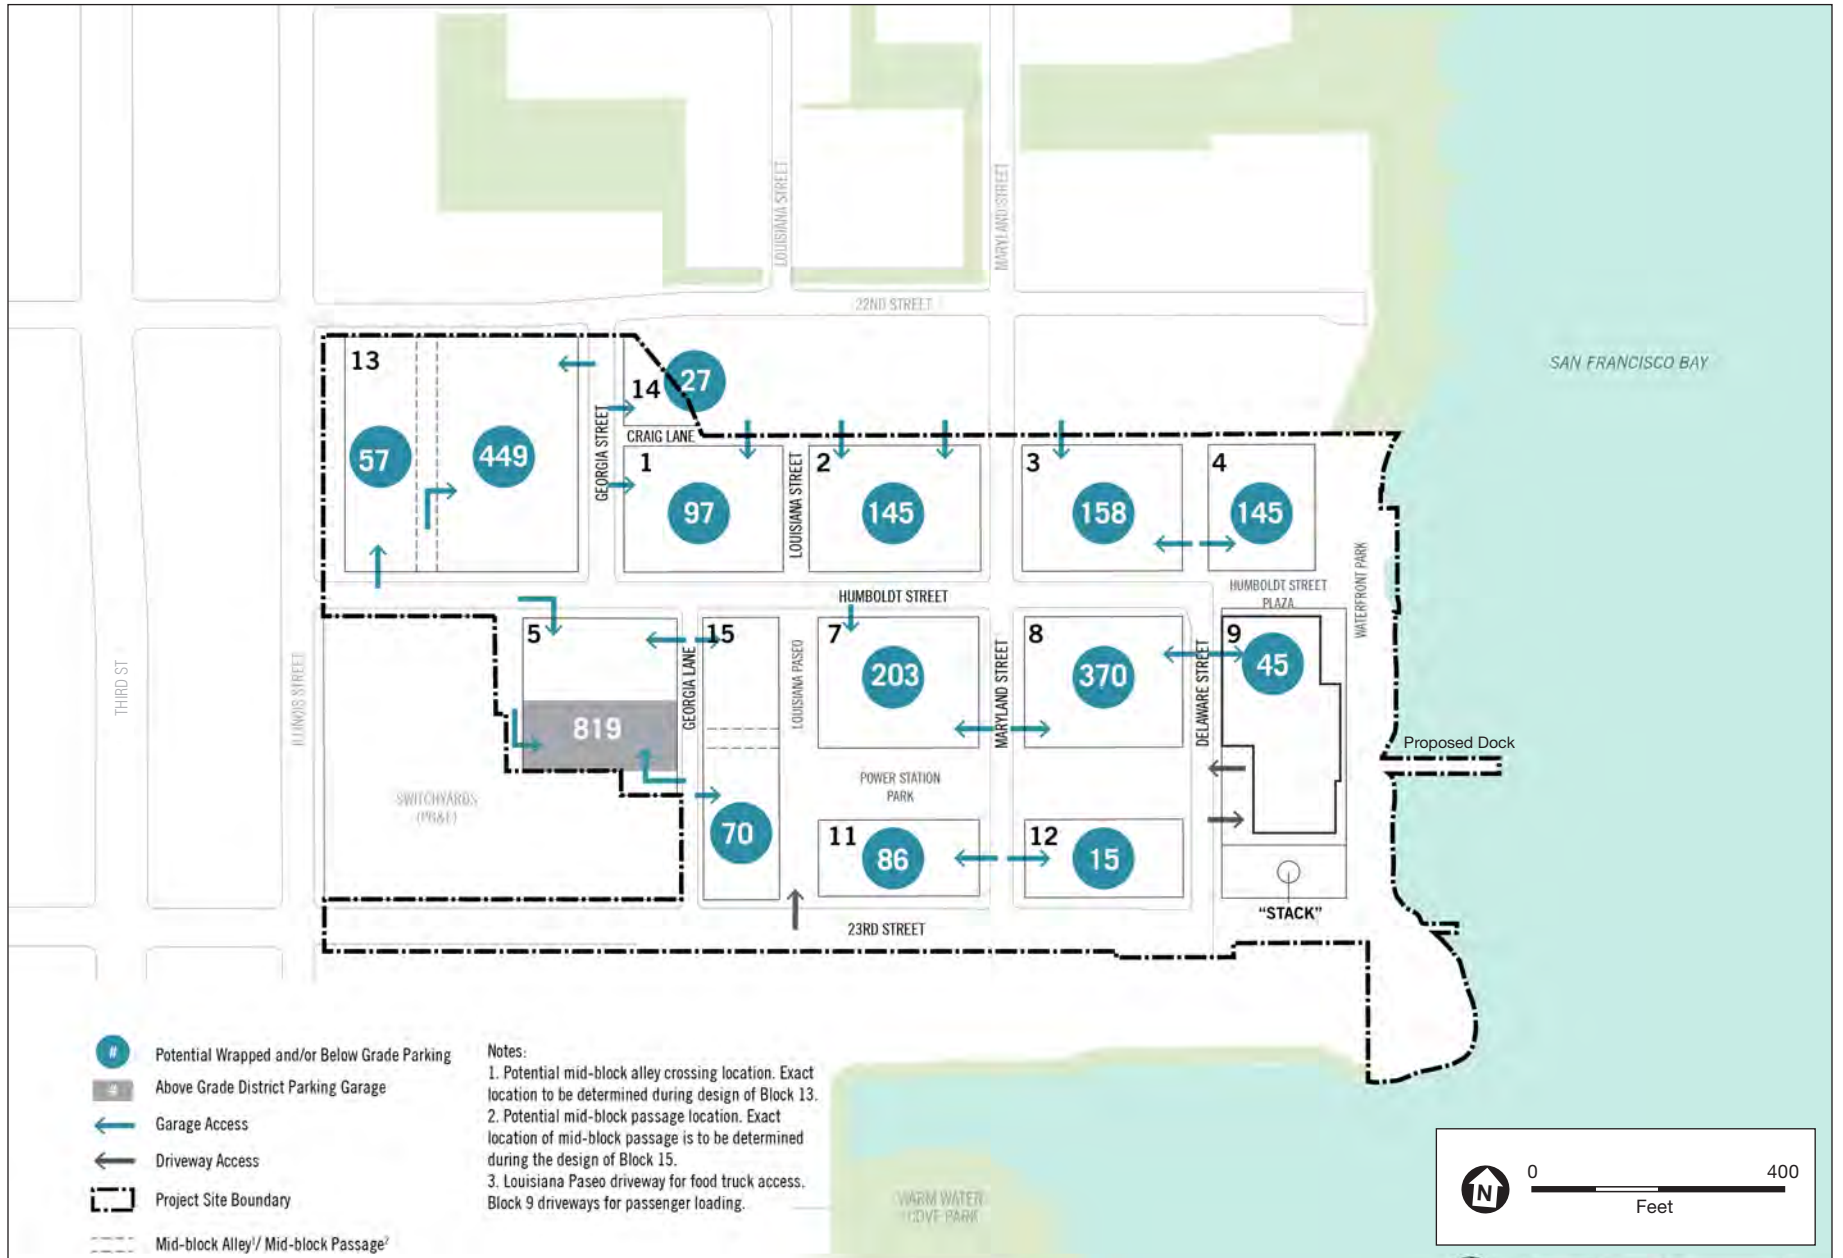 LOUISIANA STREET
MARYLAND STREET
22ND STREET
SAN FRANCISCO BAY
13
14
27
57
449
GEORGIA STREET
CRAIG LANE
1
97
LOUISIANA STREET
2
145
3
158
4
145
WATERFRONT PARK
HUMBOLDT STREET
HUMBOLDT STREET
PLAZA
THIRD ST
ILLINOIS STREET
5
819
GEORGIA LANE
15
70
LOUISIANA PASEO
7
203
MARYLAND STREET
8
370
DELAWARE STREET
9
45
Proposed Dock
SWITCHYARDS
(PG&E)
POWER STATION
PARK
11
86
12
15
"STACK"
23RD STREET
# Potential Wrapped and/or Below Grade Parking
# Above Grade District Parking Garage
Garage Access
Driveway Access
Project Site Boundary
Mid-block Alley¹/ Mid-block Passage²
Notes:
1. Potential mid-block alley crossing location. Exact
location to be determined during design of Block 13.
2. Potential mid-block passage location. Exact
location of mid-block passage is to be determined
during the design of Block 15.
3. Louisiana Paseo driveway for food truck access.
Block 9 driveways for passenger loading.
WARM WATER
COVE PARK
N
0 400
Feet